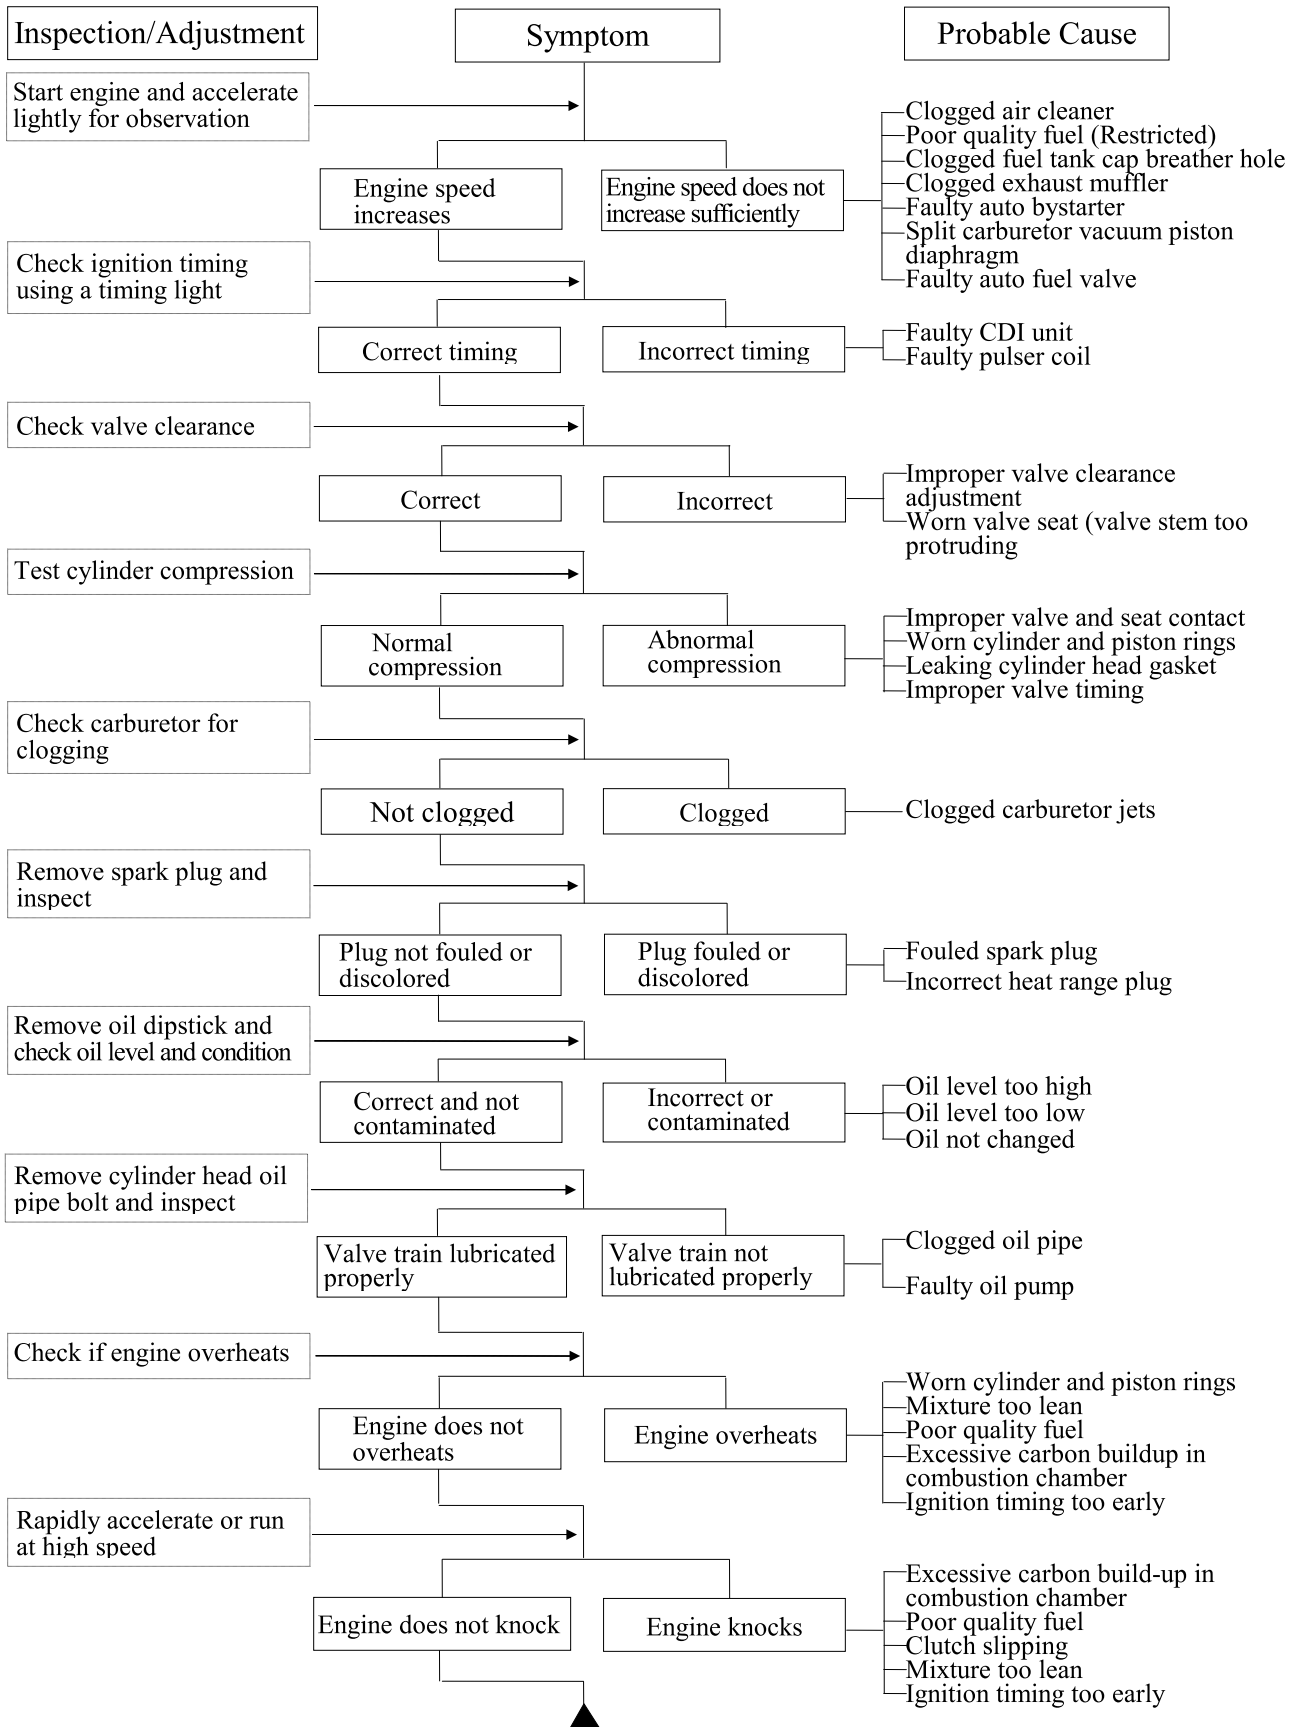 Inspection/Adjustment
Symptom
Probable Cause
Start engine and accelerate
lightly for observation
Engine speed
increases
Engine speed does not
increase sufficiently
Clogged air cleaner
Poor quality fuel (Restricted)
Clogged fuel tank cap breather hole
Clogged exhaust muffler
Faulty auto bystarter
Split carburetor vacuum piston
diaphragm
Faulty auto fuel valve
Check ignition timing
using a timing light
Correct timing
Incorrect timing
Faulty CDI unit
Faulty pulser coil
Check valve clearance
Correct
Incorrect
Improper valve clearance
adjustment
Worn valve seat (valve stem too
protruding
Test cylinder compression
Normal
compression
Abnormal
compression
Improper valve and seat contact
Worn cylinder and piston rings
Leaking cylinder head gasket
Improper valve timing
Check carburetor for
clogging
Not clogged
Clogged
Clogged carburetor jets
Remove spark plug and
inspect
Plug not fouled or
discolored
Plug fouled or
discolored
Fouled spark plug
Incorrect heat range plug
Remove oil dipstick and
check oil level and condition
Correct and not
contaminated
Incorrect or
contaminated
Oil level too high
Oil level too low
Oil not changed
Remove cylinder head oil
pipe bolt and inspect
Valve train lubricated
properly
Valve train not
lubricated properly
Clogged oil pipe
Faulty oil pump
Check if engine overheats
Engine does not
overheats
Engine overheats
Worn cylinder and piston rings
Mixture too lean
Poor quality fuel
Excessive carbon buildup in
combustion chamber
Ignition timing too early
Rapidly accelerate or run
at high speed
Engine does not knock
Engine knocks
Excessive carbon build-up in
combustion chamber
Poor quality fuel
Clutch slipping
Mixture too lean
Ignition timing too early